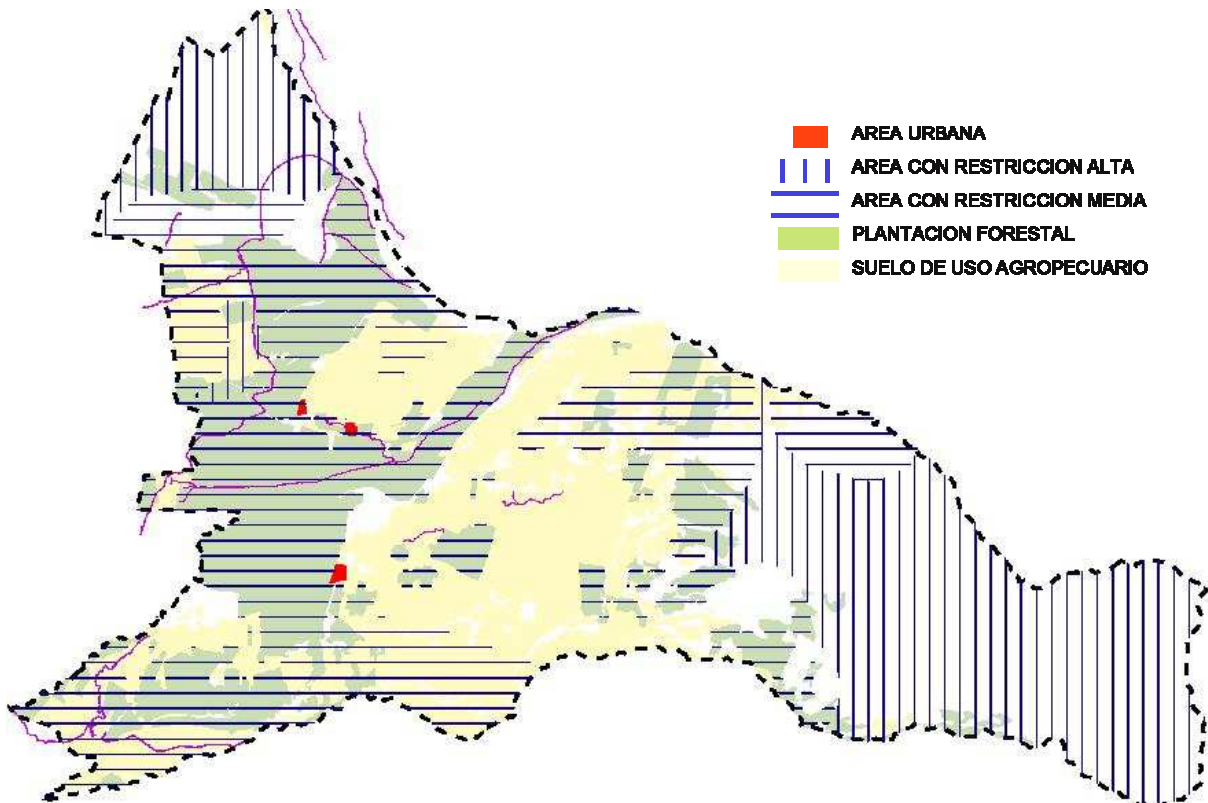 AREA URBANA
AREA CON RESTRICCION ALTA
AREA CON RESTRICCION MEDIA
PLANTACION FORESTAL
SUELO DE USO AGROPECUARIO